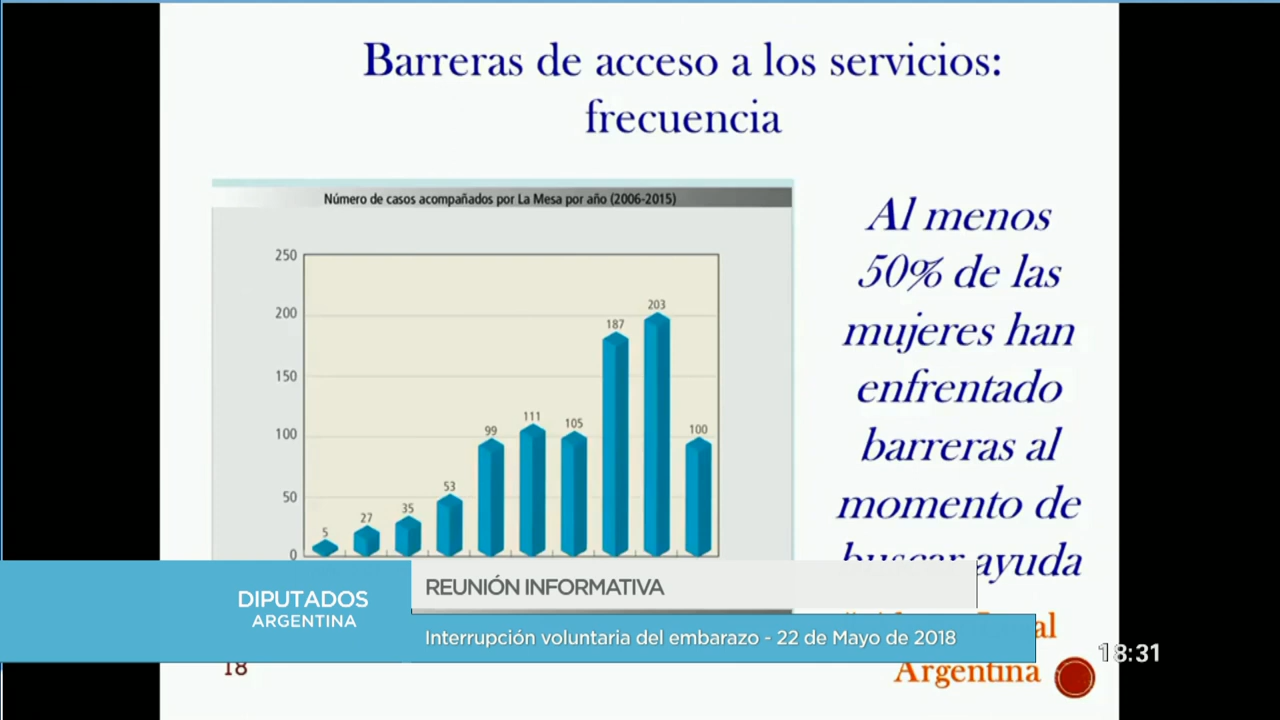 Barreras de acceso a los servicios:
frecuencia
Número de casos acompañados por La Mesa por año (2006-2015)
250
200
150
100
50
0
5
27
35
53
99
111
105
187
203
100
Al menos
50% de las
mujeres han
enfrentado
barreras al
momento de
buscar ayuda
Argentina
18
DIPUTADOS
ARGENTINA
REUNIÓN INFORMATIVA
Interrupción voluntaria del embarazo - 22 de Mayo de 2018
18:31